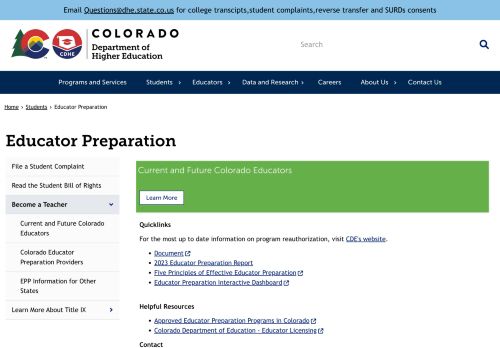 Email Questions@dhe.state.co.us for college transcipts,student complaints,reverse transfer and SURDs consents
COLORADO
Department of
Higher Education
CDHE
Search
Programs and Services
Students
Educators
Data and Research
Careers
About Us
Contact Us
Home › Students › Educator Preparation
Educator Preparation
File a Student Complaint
Read the Student Bill of Rights
Become a Teacher
Current and Future Colorado
Educators
Colorado Educator
Preparation Providers
EPP Information for Other
States
Learn More About Title IX
Current and Future Colorado Educators
Learn More
Quicklinks
For the most up to date information on program reauthorization, visit CDE's website.
• Document
• 2023 Educator Preparation Report
• Five Principles of Effective Educator Preparation
• Educator Preparation Interactive Dashboard
Helpful Resources
• Approved Educator Preparation Programs in Colorado
• Colorado Department of Education - Educator Licensing
Contact